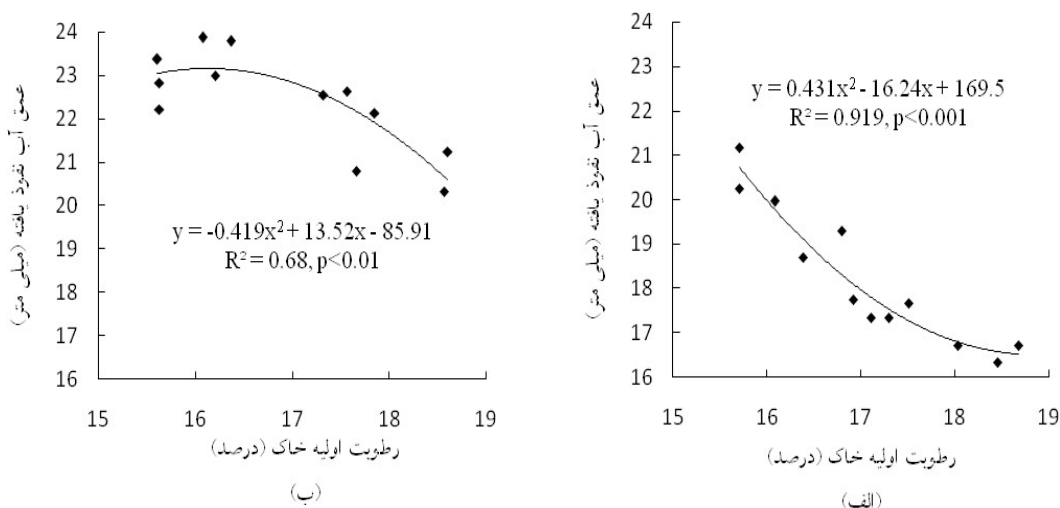 24
23
22
21
20
19
18
17
16
15 16 17 18 19
عمق آب نفوذ یافته (میلی متر)
y = 0.431x² - 16.24x + 169.5
R² = 0.919, p<0.001
رطوبت اولیه خاک (درصد)
(الف)
24
23
22
21
20
19
18
17
16
15 16 17 18 19
عمق آب نفوذ یافته (میلی متر)
y = -0.419x² + 13.52x - 85.91
R² = 0.68, p<0.01
رطوبت اولیه خاک (درصد)
(ب)